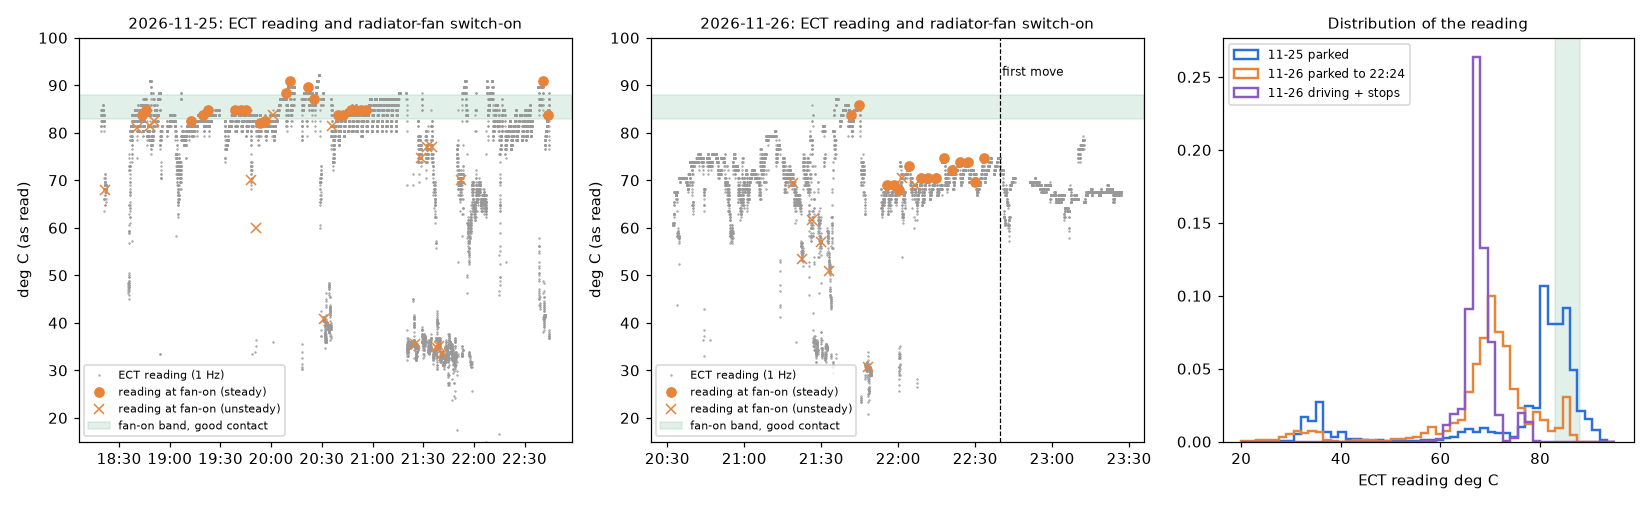 2026-11-25: ECT reading and radiator-fan switch-on
100
90
80
70
60
50
40
30
20
deg C (as read)
ECT reading (1 Hz)
reading at fan-on (steady)
reading at fan-on (unsteady)
fan-on band, good contact
18:30 19:00 19:30 20:00 20:30 21:00 21:30 22:00 22:30
2026-11-26: ECT reading and radiator-fan switch-on
100
90
80
70
60
50
40
30
20
deg C (as read)
first move
ECT reading (1 Hz)
reading at fan-on (steady)
reading at fan-on (unsteady)
fan-on band, good contact
20:30 21:00 21:30 22:00 22:30 23:00 23:30
Distribution of the reading
11-25 parked
11-26 parked to 22:24
11-26 driving + stops
0.25
0.20
0.15
0.10
0.05
0.00
20 40 60 80
ECT reading deg C